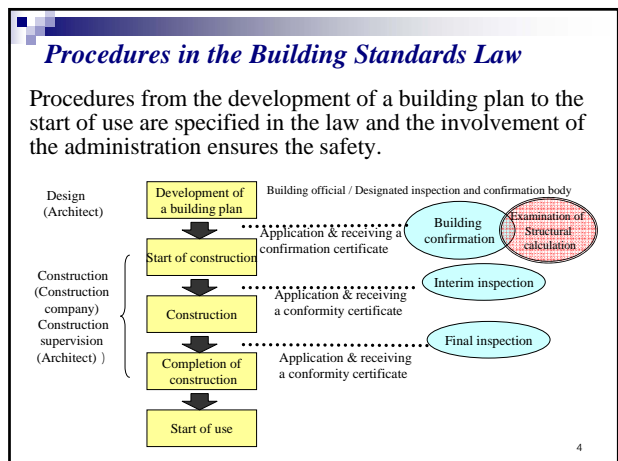 Procedures in the Building Standards Law
Procedures from the development of a building plan to the
start of use are specified in the law and the involvement of
the administration ensures the safety.
Design
(Architect)
Development of
a building plan
Building official / Designated inspection and confirmation body
Application & receiving a
confirmation certificate
Building
confirmation
Examination of
Structural
calculation
Start of construction
Construction
(Construction
company)
Construction
supervision
(Architect) )
Application & receiving
a conformity certificate
Interim inspection
Construction
Application & receiving
a conformity certificate
Final inspection
Completion of
construction
Start of use
4